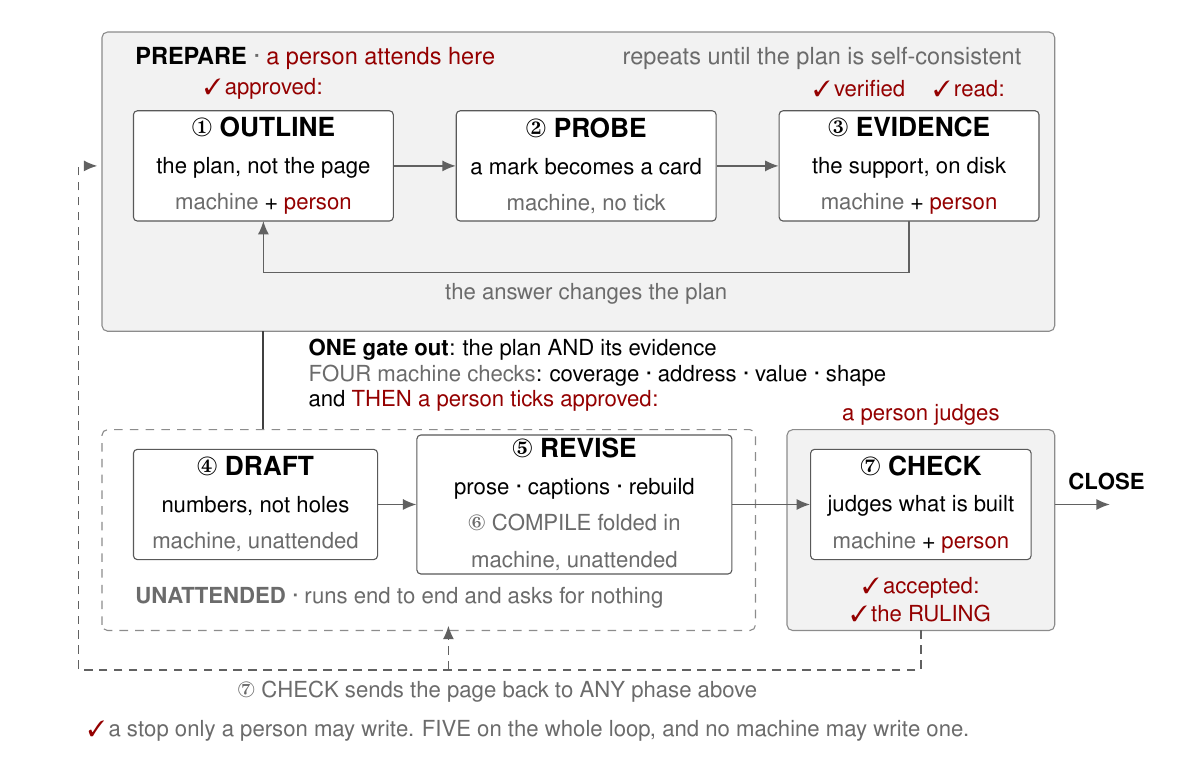 PREPARE · a person attends here
repeats until the plan is self-consistent
✓ approved:
✓ verified
✓ read:
① OUTLINE
the plan, not the page
machine + person
② PROBE
a mark becomes a card
machine, no tick
③ EVIDENCE
the support, on disk
machine + person
the answer changes the plan
ONE gate out: the plan AND its evidence
FOUR machine checks: coverage · address · value · shape
and THEN a person ticks approved:
a person judges
④ DRAFT
numbers, not holes
machine, unattended
⑤ REVISE
prose · captions · rebuild
⑥ COMPILE folded in
machine, unattended
UNATTENDED · runs end to end and asks for nothing
⑦ CHECK
judges what is built
machine + person
✓ accepted:
✓ the RULING
CLOSE
⑦ CHECK sends the page back to ANY phase above
✓ a stop only a person may write. FIVE on the whole loop, and no machine may write one.